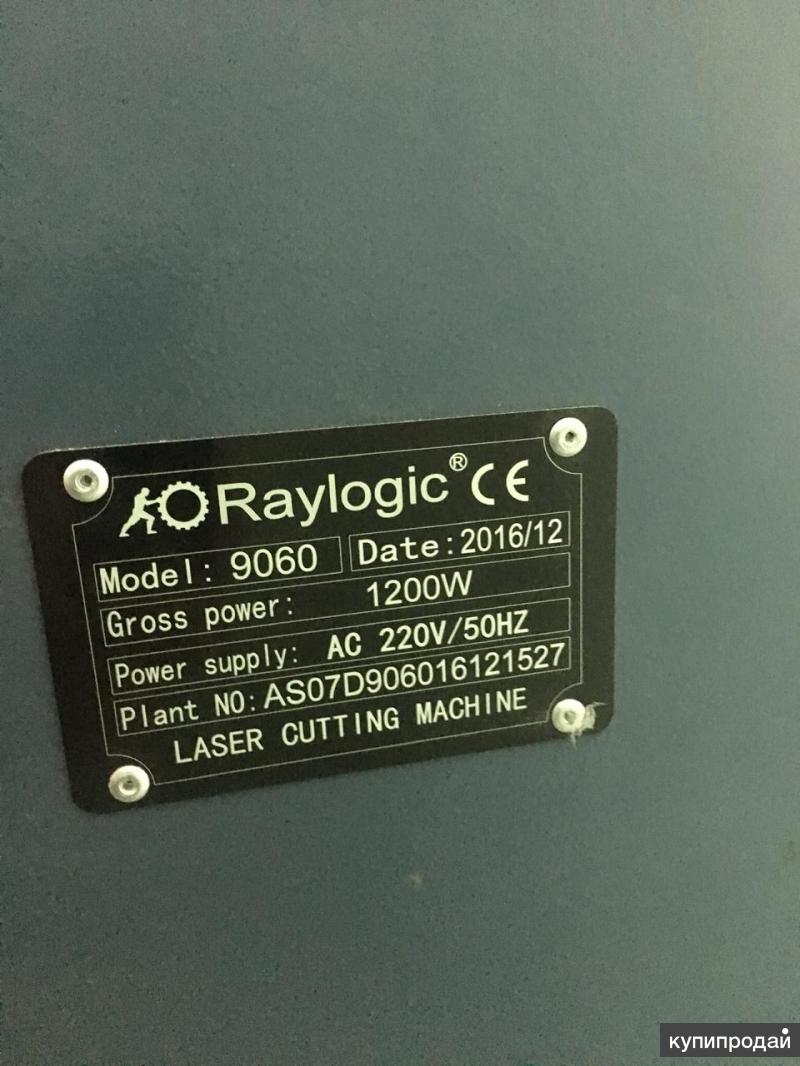 Raylogic® CE
Model: 9060 Date: 2016/12
Gross power: 1200W
Power supply: AC 220V/50HZ
Plant NO: AS07D906016121527
LASER CUTTING MACHINE
купипродай